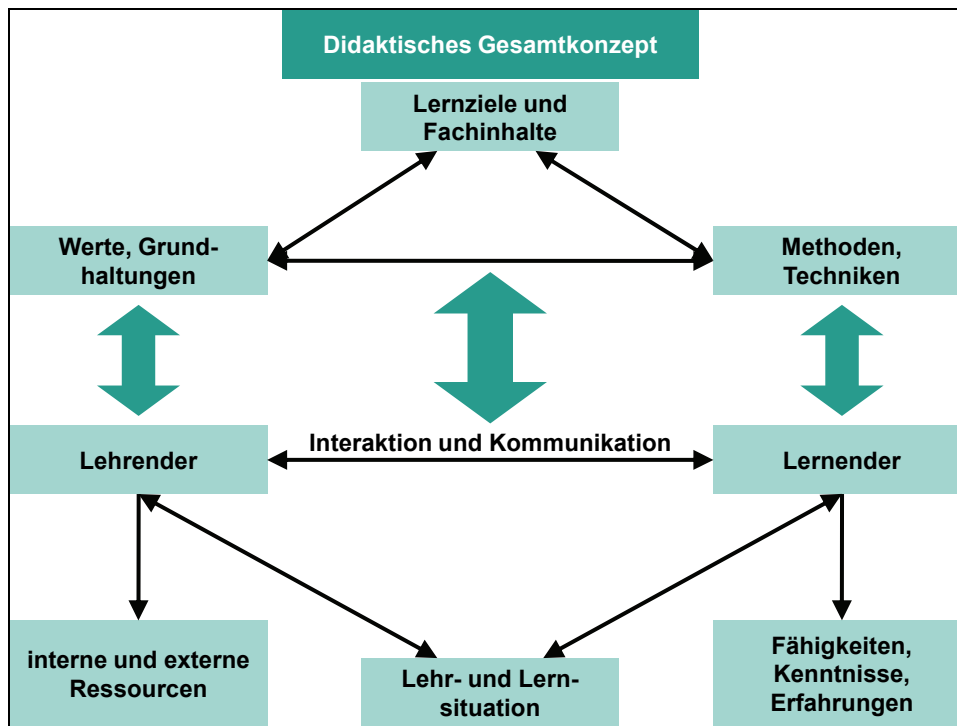 Didaktisches Gesamtkonzept
Lernziele und
Fachinhalte
Werte, Grund-
haltungen
Methoden,
Techniken
Interaktion und Kommunikation
Lehrender
Lernender
interne und externe
Ressourcen
Lehr- und Lern-
situation
Fähigkeiten,
Kenntnisse,
Erfahrungen